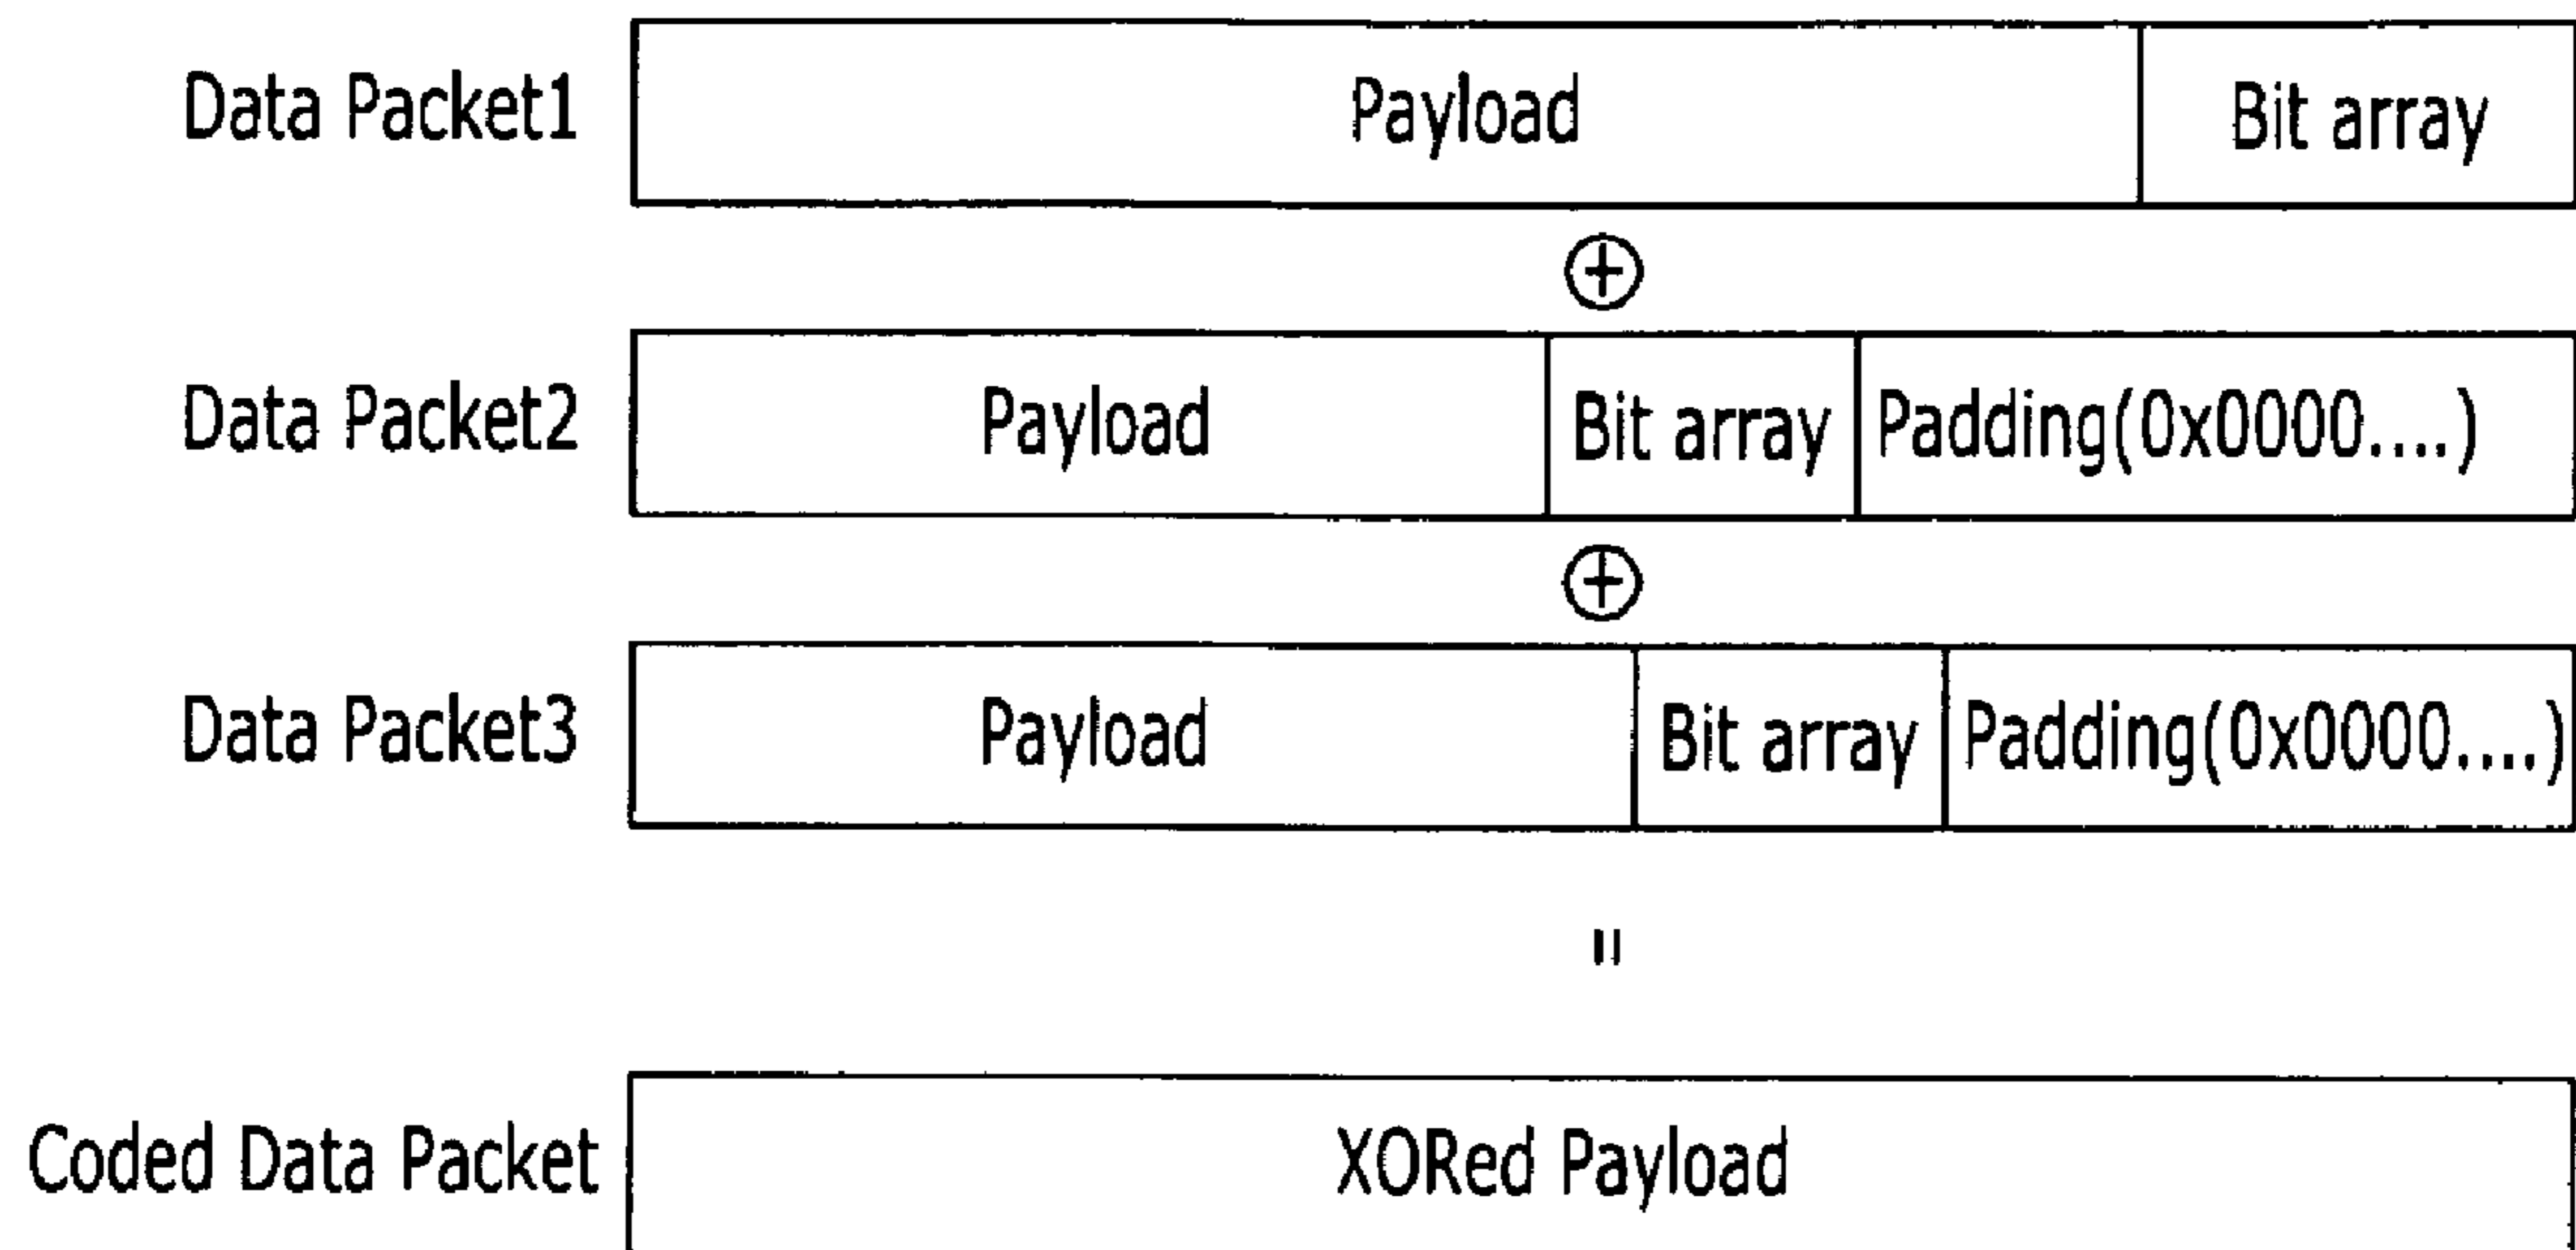 Data Packet1 Payload Bit array
⊕
Data Packet2 Payload Bit array Padding(0x0000....)
⊕
Data Packet3 Payload Bit array Padding(0x0000....)
=
Coded Data Packet XORed Payload